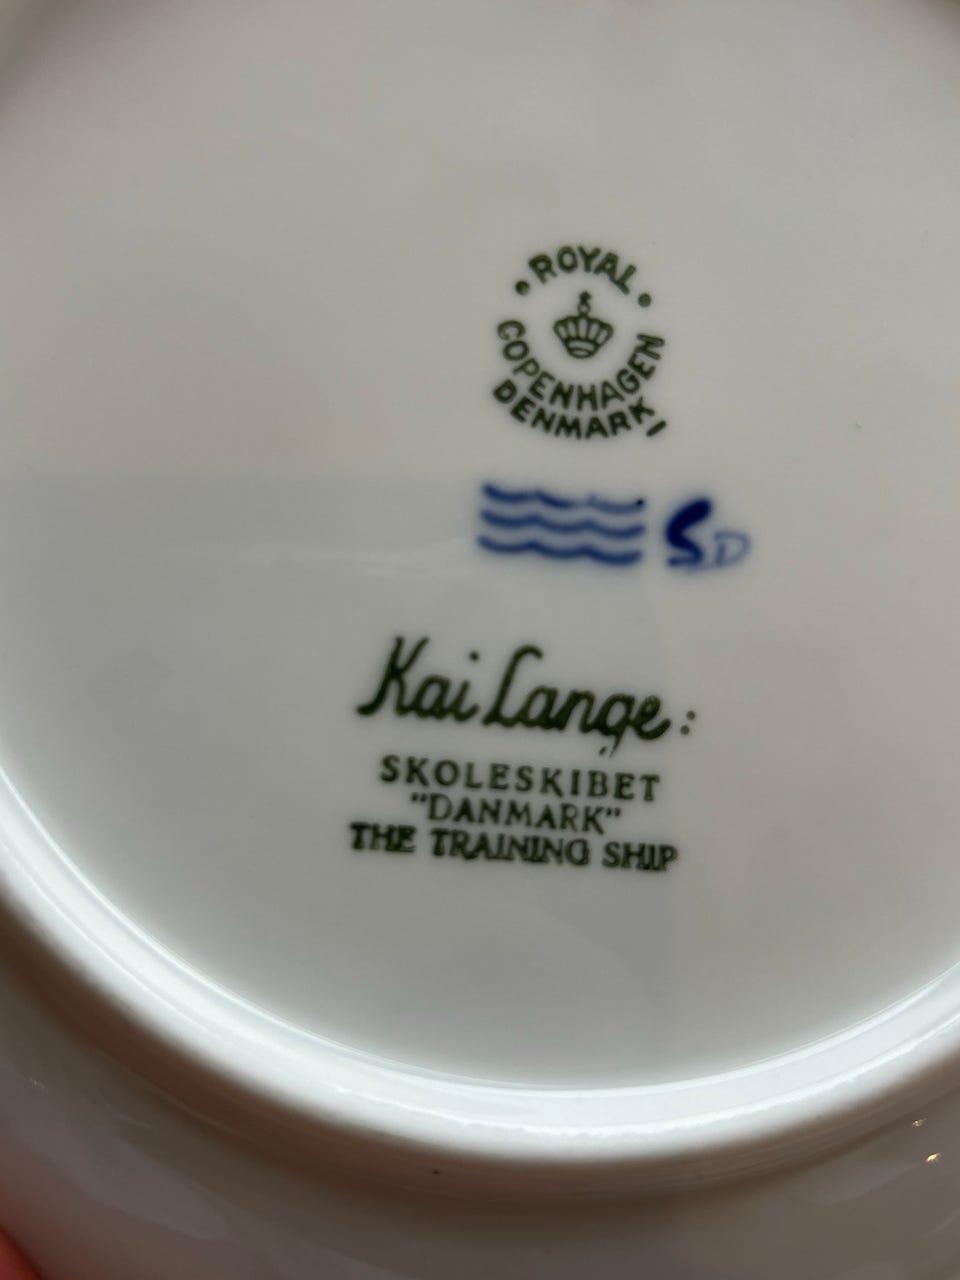 • ROYAL •
COPENHAGEN
DENMARK
SD
Kai Lange:
SKOLESKIBET
"DANMARK"
THE TRAINING SHIP